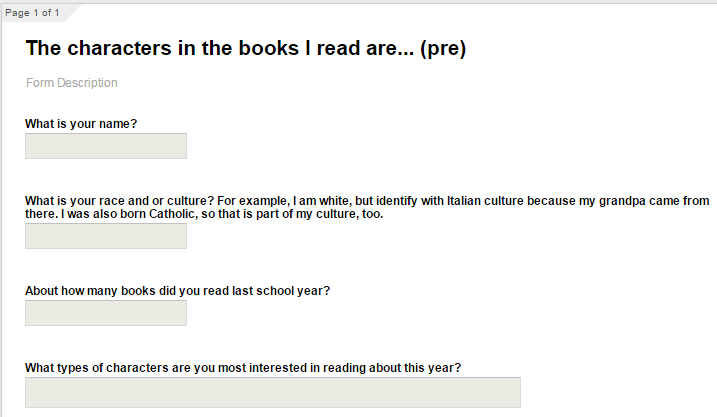 Page 1 of 1
The characters in the books I read are... (pre)
Form Description
What is your name?
What is your race and or culture? For example, I am white, but identify with Italian culture because my grandpa came from
there. I was also born Catholic, so that is part of my culture, too.
About how many books did you read last school year?
What types of characters are you most interested in reading about this year?